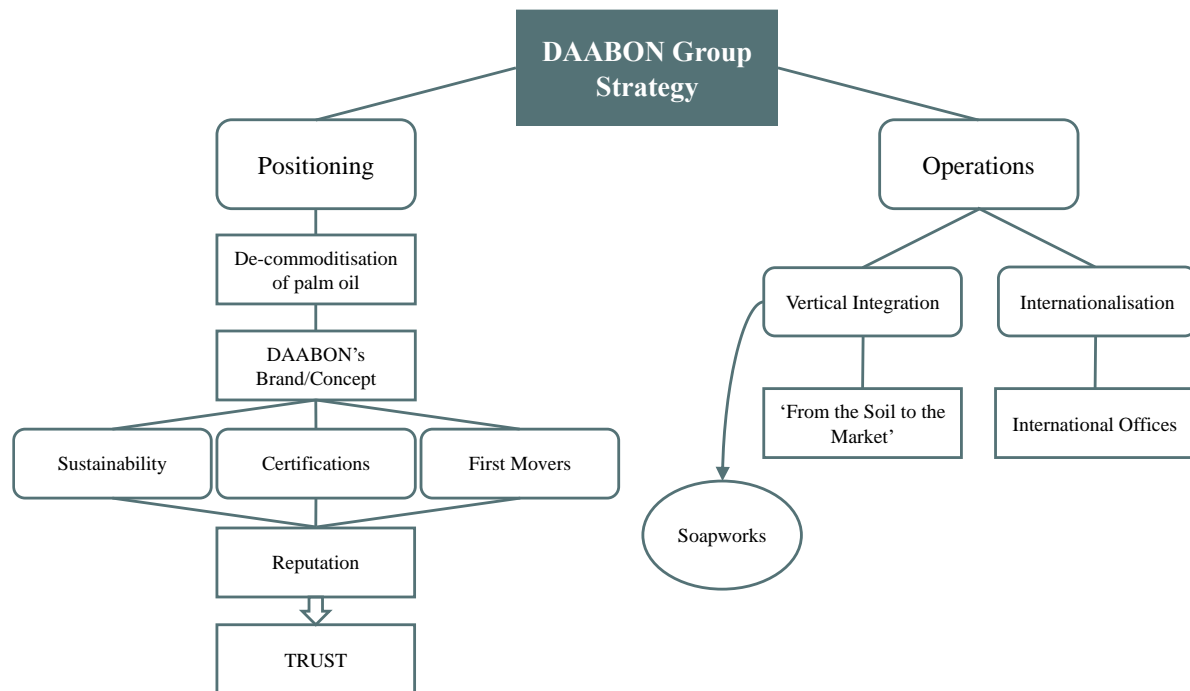 DAABON Group
Strategy
Positioning
Operations
De-commoditisation
of palm oil
Vertical Integration
Internationalisation
DAABON’s
Brand/Concept
‘From the Soil to the
Market’
International Offices
Sustainability
Certifications
First Movers
Soapworks
Reputation
TRUST